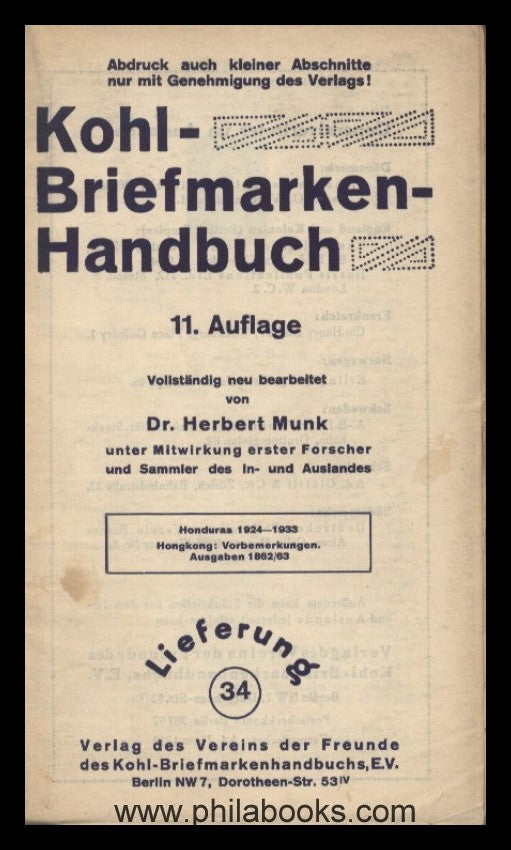 Abdruck auch kleiner Abschnitte
nur mit Genehmigung des Verlags!
Kohl-
Briefmarken-
Handbuch
11. Auflage
Vollständig neu bearbeitet
von
Dr. Herbert Munk
unter Mitwirkung erster Forscher
und Sammler des In- und Auslandes
Honduras 1924—1933
Hongkong: Vorbemerkungen.
Ausgaben 1862/63
Lieferung
34
Verlag des Vereins der Freunde
des Kohl-Briefmarkenhandbuchs, E.V.
Berlin NW 7, Dorotheen-Str. 53 IV
www.philabooks.com